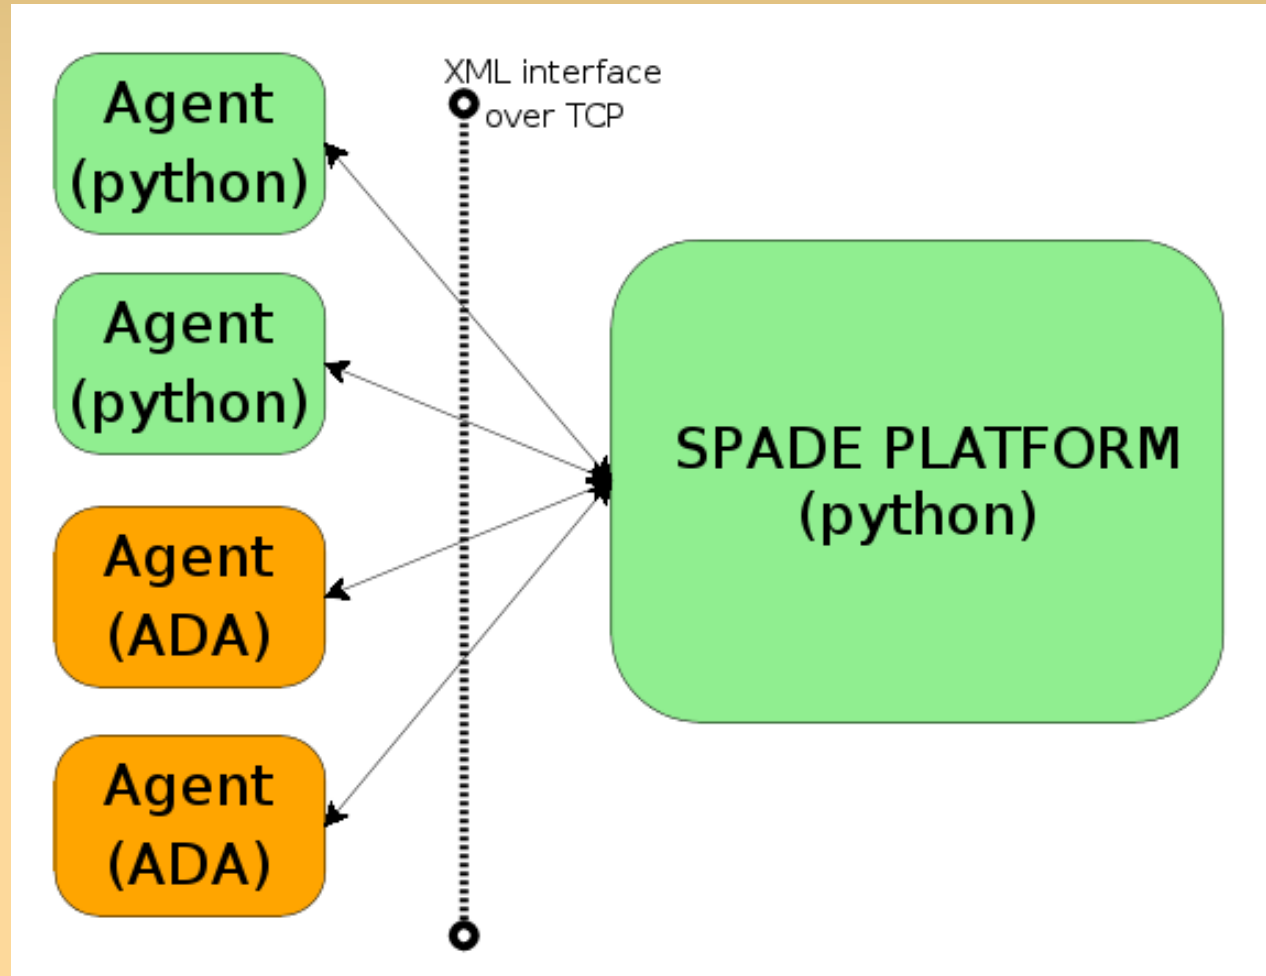 Agent
(python)
XML interface
over TCP
Agent
(python)
SPADE PLATFORM
(python)
Agent
(ADA)
Agent
(ADA)